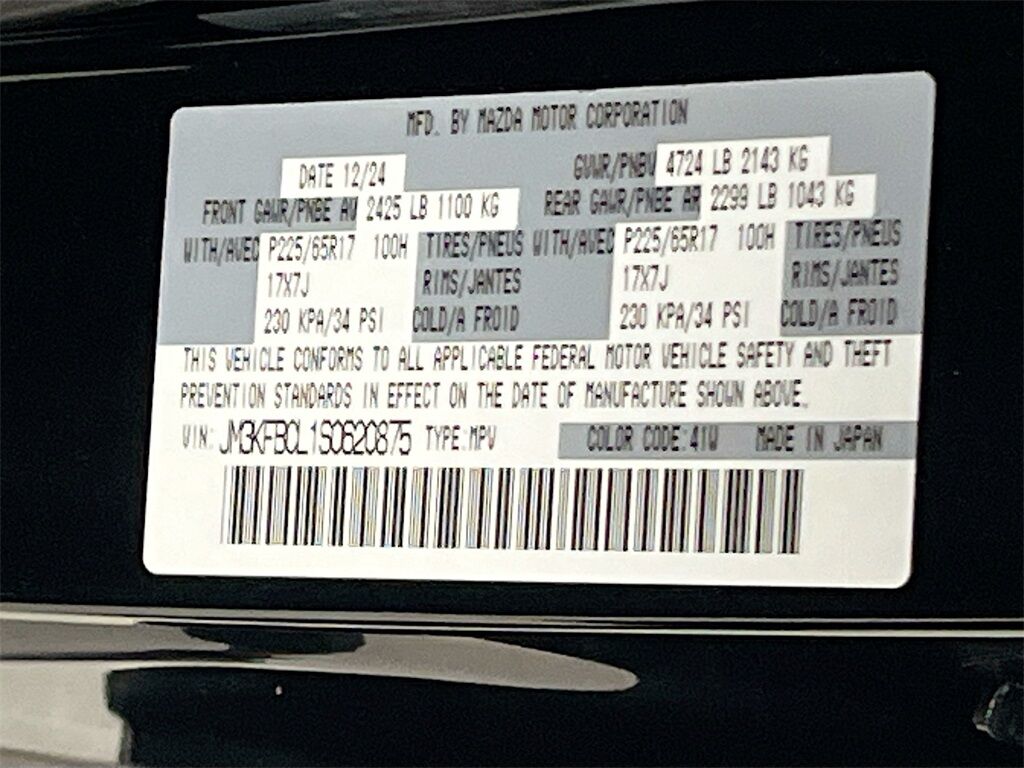 MFD. BY MAZDA MOTOR CORPORATION
DATE 12/24 GVWR/PNBV 4724 LB 2143 KG
FRONT GAWR/PNBE AV 2425 LB 1100 KG REAR GAWR/PNBE AR 2299 LB 1043 KG
WITH/AVEC P225/65R17 100H TIRES/PNEUS WITH/AVEC P225/65R17 100H TIRES/PNEUS
17X7J RIMS/JANTES 17X7J RIMS/JANTES
230 KPA/34 PSI COLD/A FROID 230 KPA/34 PSI COLD/A FROID
THIS VEHICLE CONFORMS TO ALL APPLICABLE FEDERAL MOTOR VEHICLE SAFETY AND THEFT
PREVENTION STANDARDS IN EFFECT ON THE DATE OF MANUFACTURE SHOWN ABOVE.
VIN: JM3KFBCL1S0620875 TYPE:MPV COLOR CODE:41W MADE IN JAPAN